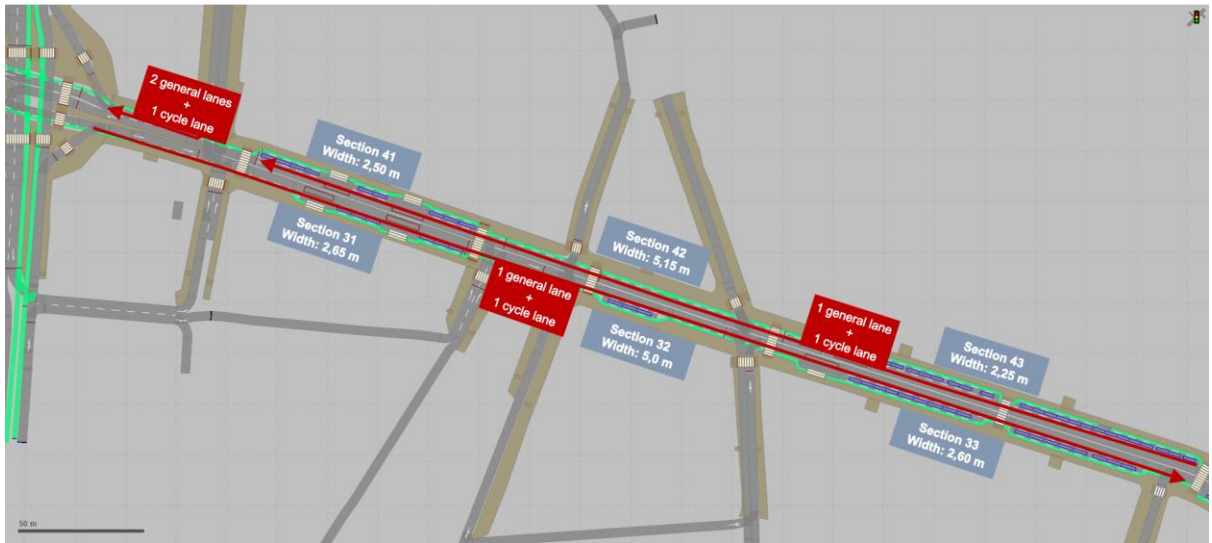 2 general lanes
+
1 cycle lane
Section 41
Width: 2,50 m
Section 31
Width: 2,65 m
1 general lane
+
1 cycle lane
Section 42
Width: 5,15 m
Section 32
Width: 5,0 m
1 general lane
+
1 cycle lane
Section 43
Width: 2,25 m
Section 33
Width: 2,60 m
50 m